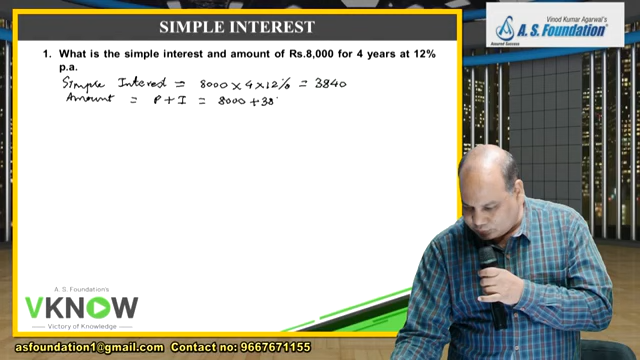 SIMPLE INTEREST
Vinod Kumar Agarwal's
A. S. Foundation®
Assured Success
1. What is the simple interest and amount of Rs.8,000 for 4 years at 12%
p.a.
Simple Interest = 8000 × 4 × 12% = 3840
Amount = P + I = 8000 + 38
A. S. Foundation's
VKNOW
- Victory of Knowledge -
asfoundation1@gmail.com Contact no: 9667671155